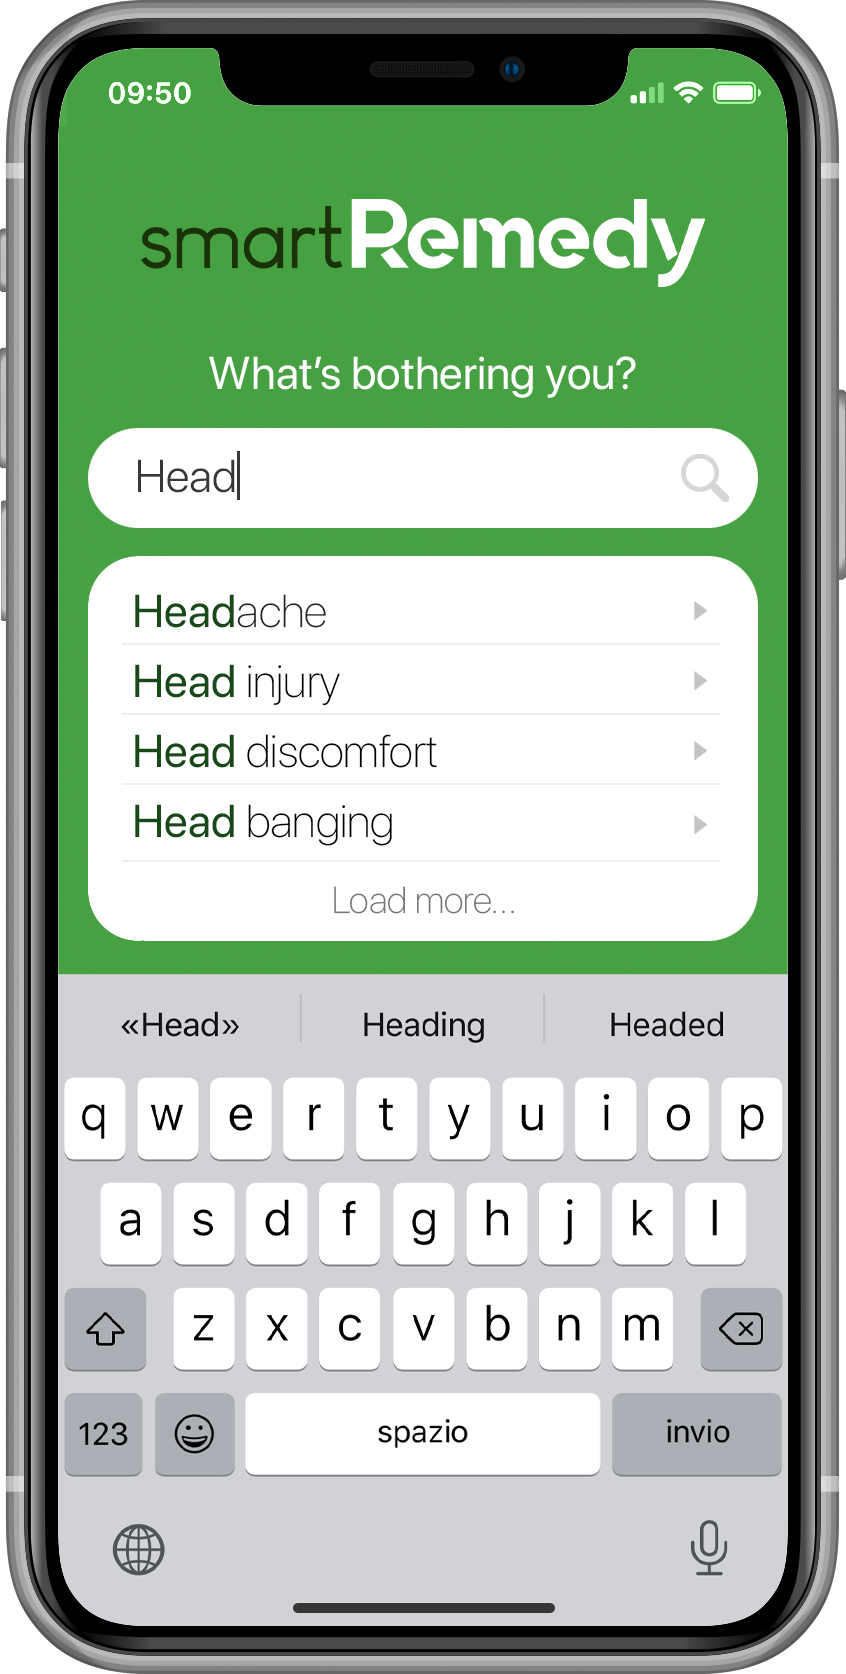 09:50
smartRemedy
What's bothering you?
Head
Headache
Head injury
Head discomfort
Head banging
Load more...
«Head» Heading Headed
q w e r t y u i o p
a s d f g h j k l
z x c v b n m
123 spazio invio